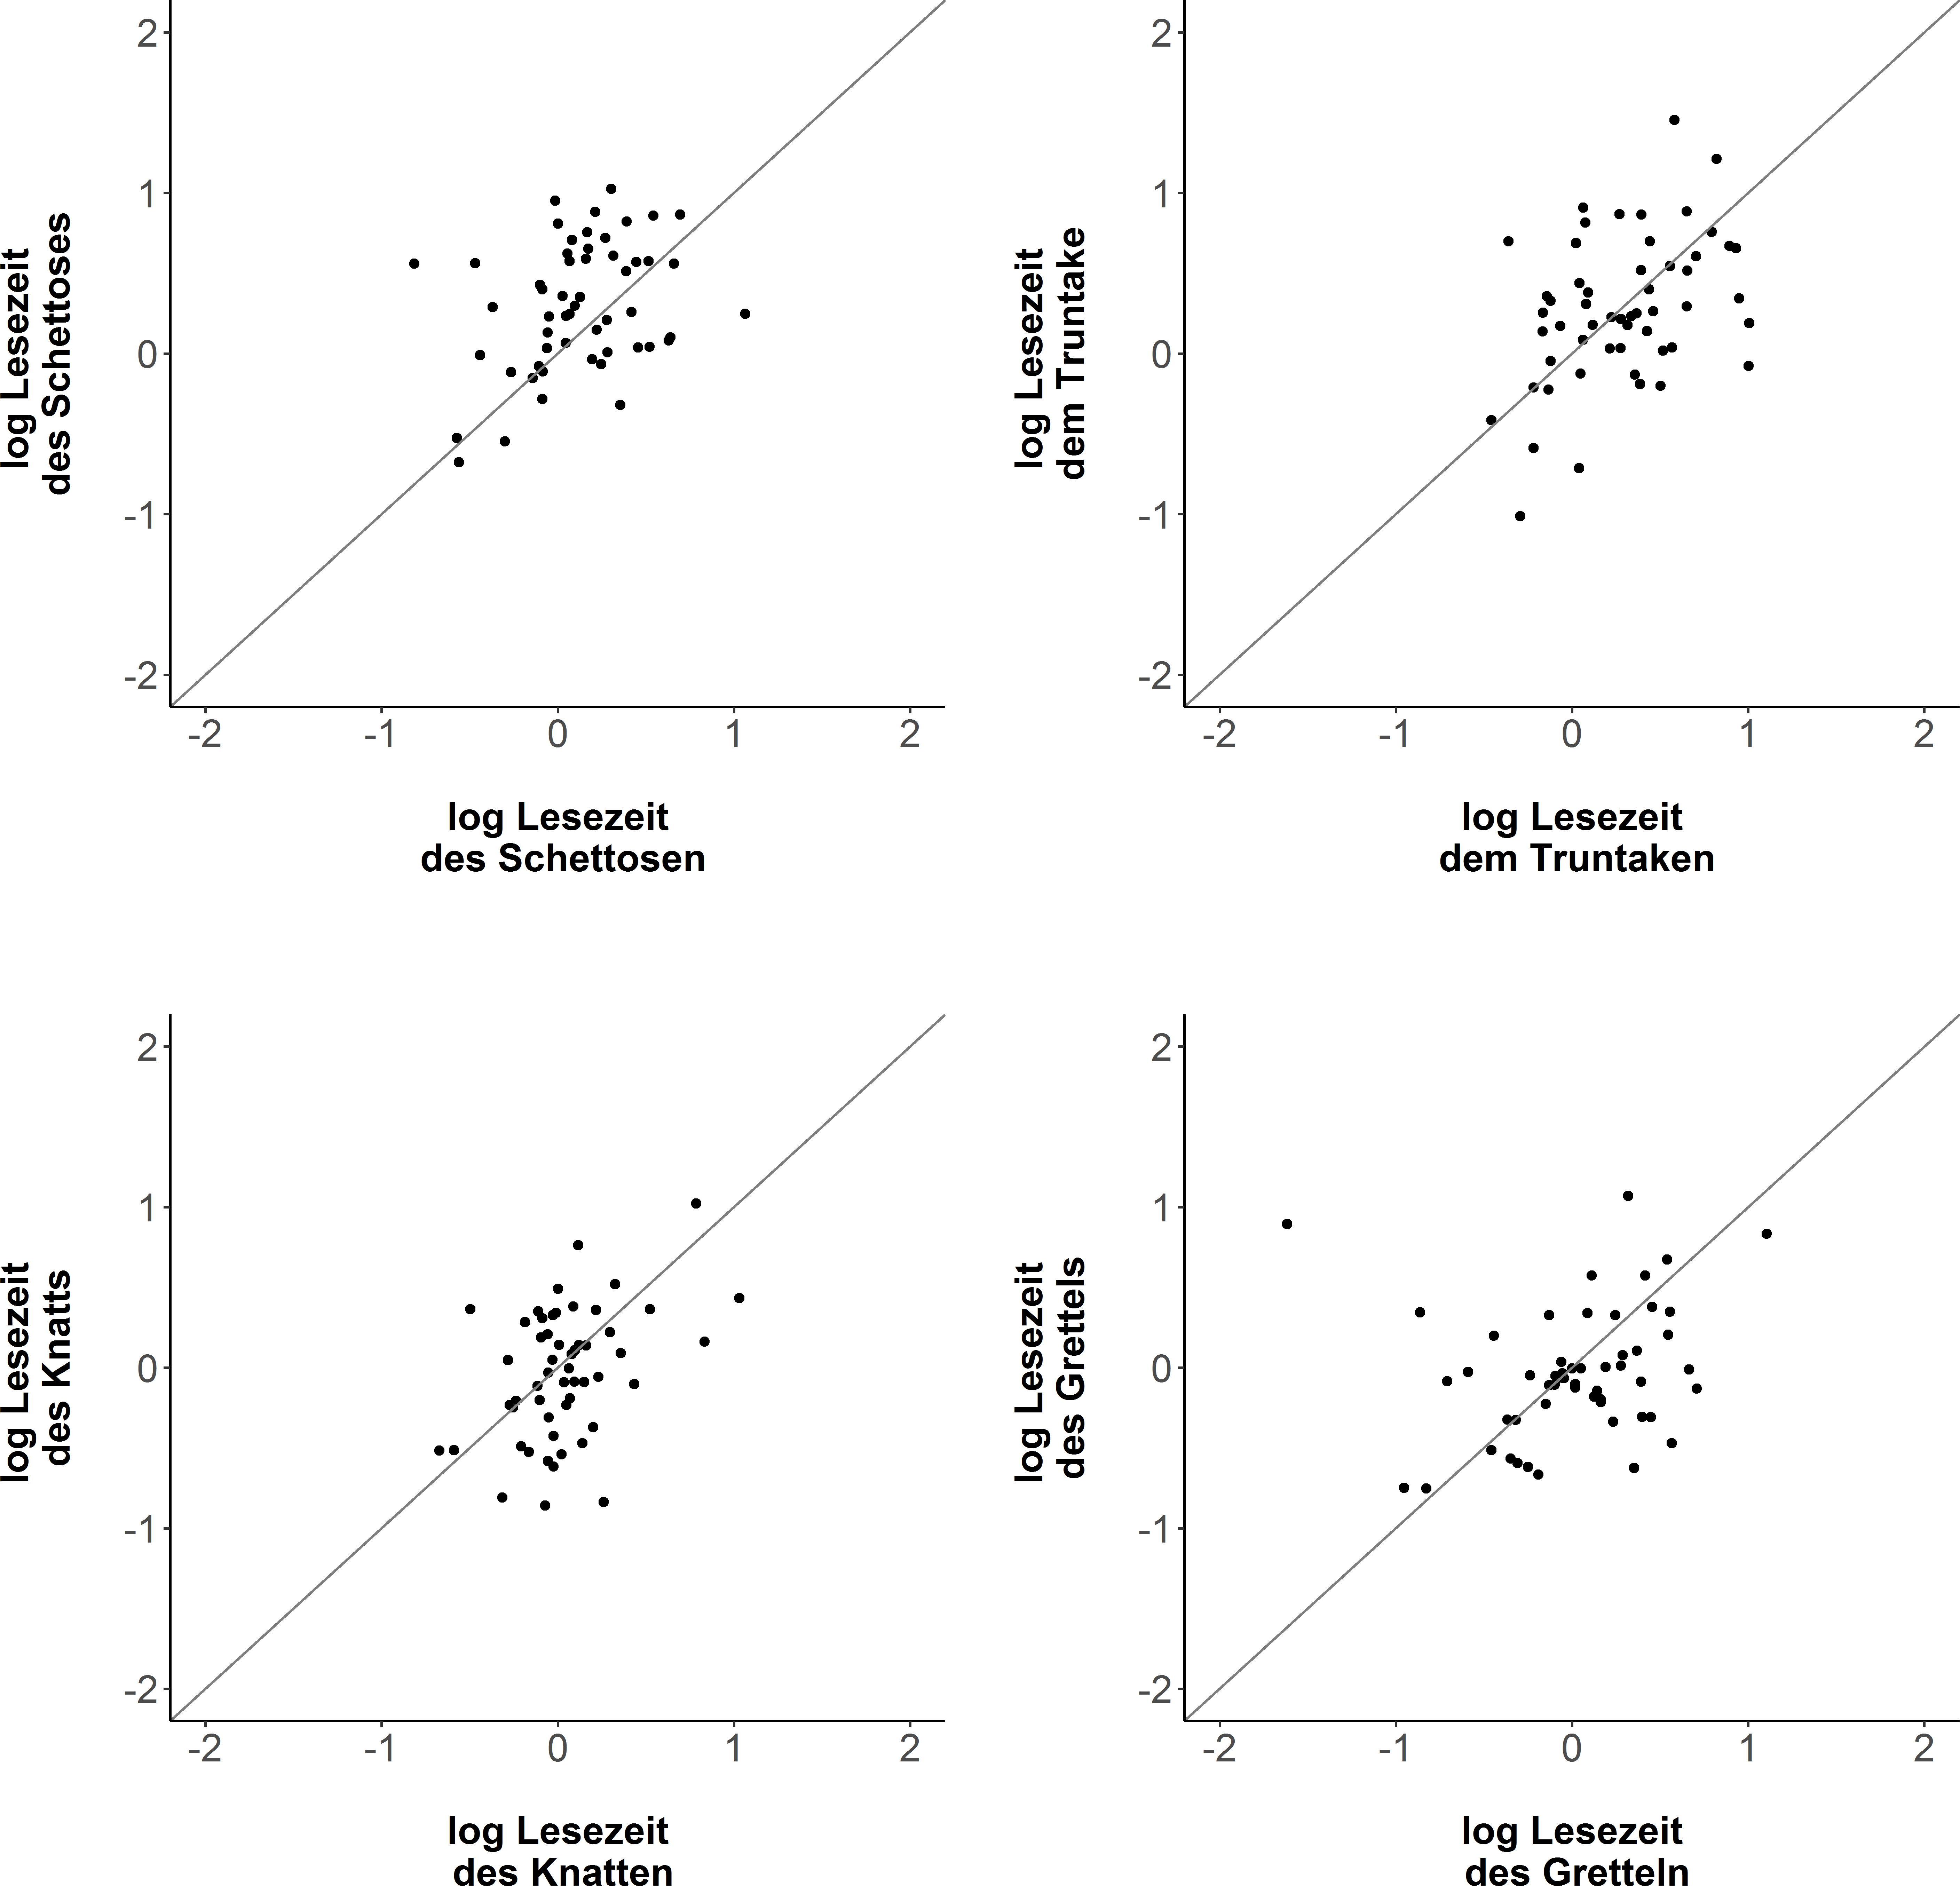 2
1
0
-1
-2
log Lesezeit
des Schettoses
-2
-1
0
1
2
log Lesezeit
des Schettosen
2
1
0
-1
-2
log Lesezeit
dem Truntake
-2
-1
0
1
2
log Lesezeit
dem Truntaken
2
1
0
-1
-2
log Lesezeit
des Knatts
-2
-1
0
1
2
log Lesezeit
des Knatten
2
1
0
-1
-2
log Lesezeit
des Grettels
-2
-1
0
1
2
log Lesezeit
des Gretteln